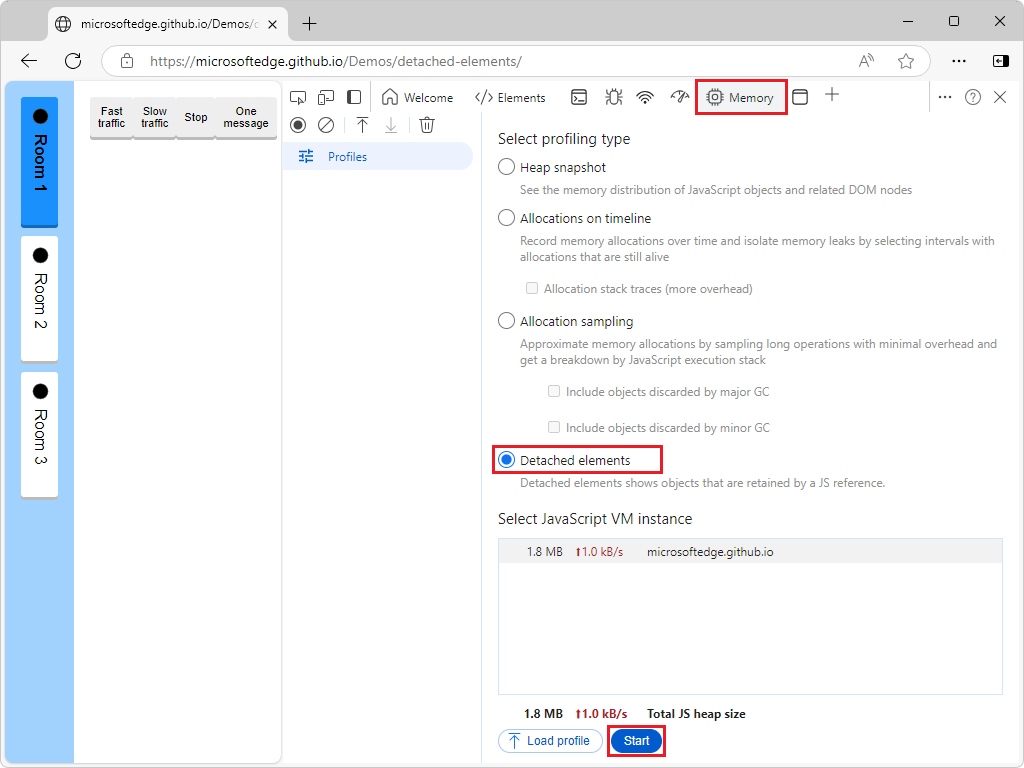 microsoftedge.github.io/Demos/c
https://microsoftedge.github.io/Demos/detached-elements/
Room 1
Room 2
Room 3
Fast traffic
Slow traffic
Stop
One message
Welcome
Elements
Memory
Profiles
Select profiling type
Heap snapshot
See the memory distribution of JavaScript objects and related DOM nodes
Allocations on timeline
Record memory allocations over time and isolate memory leaks by selecting intervals with
allocations that are still alive
Allocation stack traces (more overhead)
Allocation sampling
Approximate memory allocations by sampling long operations with minimal overhead and
get a breakdown by JavaScript execution stack
Include objects discarded by major GC
Include objects discarded by minor GC
Detached elements
Detached elements shows objects that are retained by a JS reference.
Select JavaScript VM instance
1.8 MB ⬆1.0 kB/s microsoftedge.github.io
1.8 MB ⬆1.0 kB/s Total JS heap size
Load profile
Start